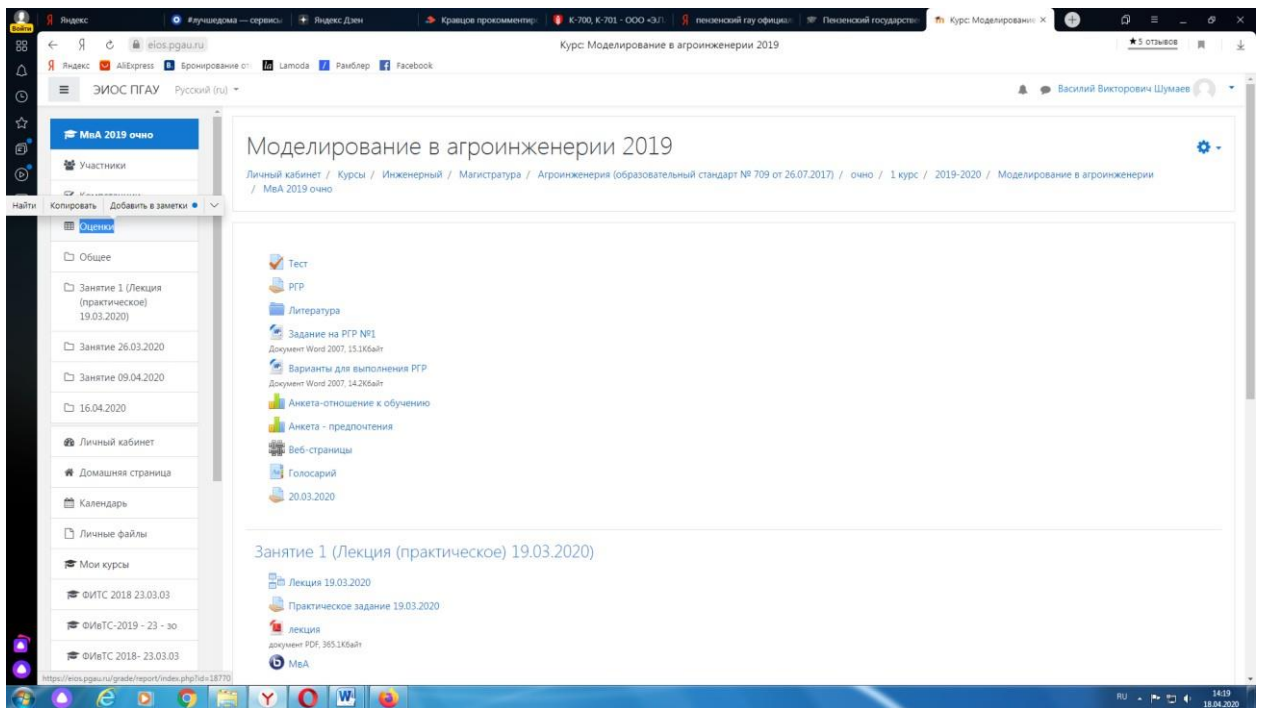 Войти
Яндекс
#лучшедома — сервисы
Яндекс Дзен
Кравцов прокомментиро
К-700, К-701 - ООО «ЭЛ
пензенский гау официал
Пензенский государстве
Курс: Моделирование
eios.pgau.ru
Курс: Моделирование в агроинженерии 2019
★ 5 отзывов
Яндекс
AliExpress
Бронирование от
Lamoda
Рамблер
Facebook
ЭИОС ПГАУ
Русский (ru)
Василий Викторович Шумаев
МвА 2019 очно
Участники
Компетенции
Найти
Копировать
Добавить в заметки
Оценки
Общее
Занятие 1 (Лекция
(практическое)
19.03.2020)
Занятие 26.03.2020
Занятие 09.04.2020
16.04.2020
Личный кабинет
Домашняя страница
Календарь
Личные файлы
Мои курсы
ФИТС 2018 23.03.03
ФИвТС-2019 - 23 - зо
ФИвТС 2018- 23.03.03
https://eios.pgau.ru/grade/report/index.php?id=18770
Моделирование в агроинженерии 2019
Личный кабинет / Курсы / Инженерный / Магистратура / Агроинженерия (образовательный стандарт № 709 от 26.07.2017) / очно / 1 курс / 2019-2020 / Моделирование в агроинженерии
/ МвА 2019 очно
Тест
РГР
Литература
Задание на РГР №1
Документ Word 2007, 15.1Кбайт
Варианты для выполнения РГР
Документ Word 2007, 14.2Кбайт
Анкета-отношение к обучению
Анкета - предпочтения
Веб-страницы
Голосарий
20.03.2020
Занятие 1 (Лекция (практическое) 19.03.2020)
Лекция 19.03.2020
Практическое задание 19.03.2020
лекция
документ PDF, 365.1Кбайт
МвА
RU
14:19
18.04.2020